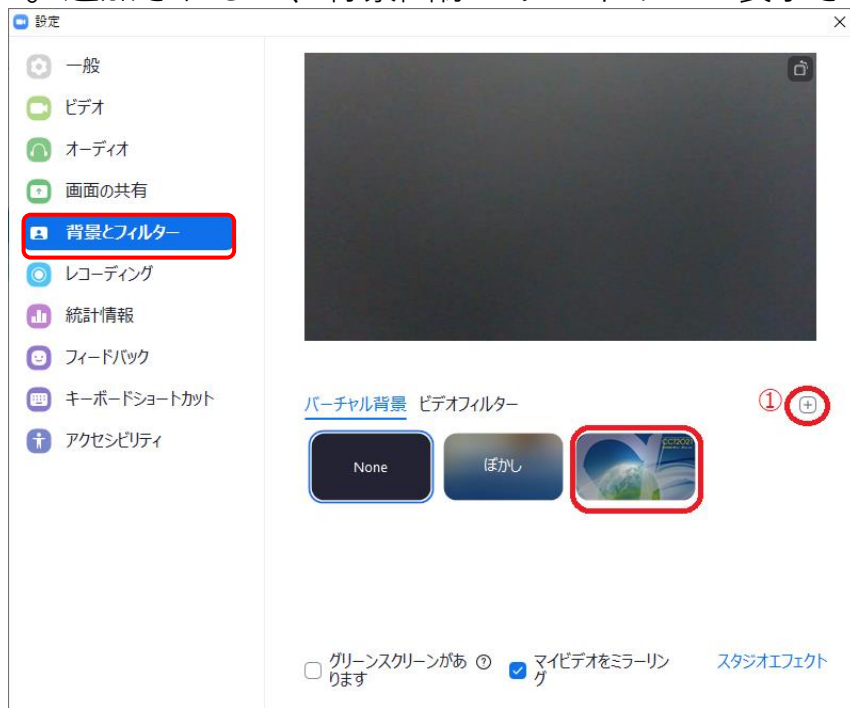 設定
一般
ビデオ
オーディオ
画面の共有
背景とフィルター
レコーディング
統計情報
フィードバック
キーボードショートカット
アクセシビリティ
バーチャル背景 ビデオフィルター ①
None
ぼかし
CCT2021
グリーンスクリーンがあ
ります
マイビデオをミラーリン
グ
スタジオエフェクト